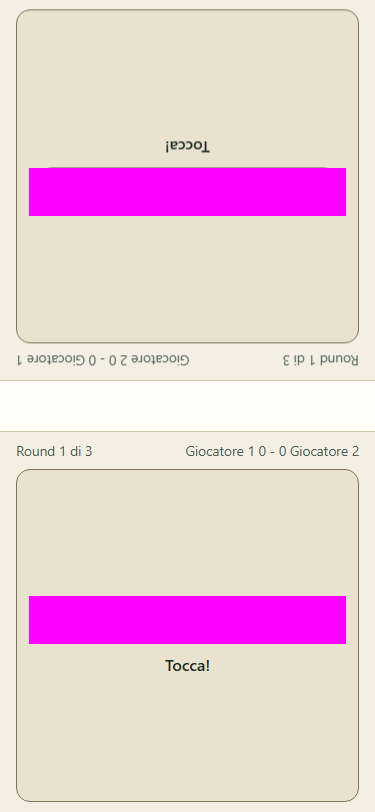 Tocca!
Giocatore 2 0 - 0 Giocatore 1
Round 1 di 3
Round 1 di 3
Giocatore 1 0 - 0 Giocatore 2
Tocca!